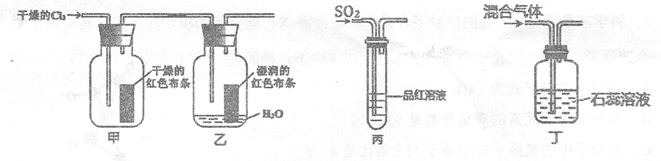 干燥的Cl₂
干燥的
红色布条
甲
湿润的
红色布条
H₂O
乙
SO₂
品红溶液
丙
混合气体
石蕊溶液
丁